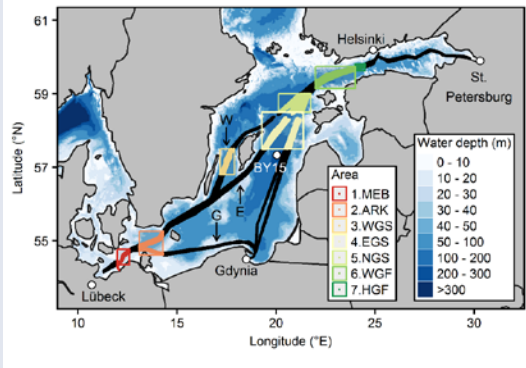 61
59
57
55
Latitude (°N)
10
15
20
25
30
Longitude (°E)
Helsinki
St.
Petersburg
W
BY15
E
G
Gdynia
Lübeck
Area
1.MEB
2.ARK
3.WGS
4.EGS
5.NGS
6.WGF
7.HGF
Water depth (m)
0 - 10
10 - 20
20 - 30
30 - 40
40 - 50
50 - 100
100 - 200
200 - 300
>300